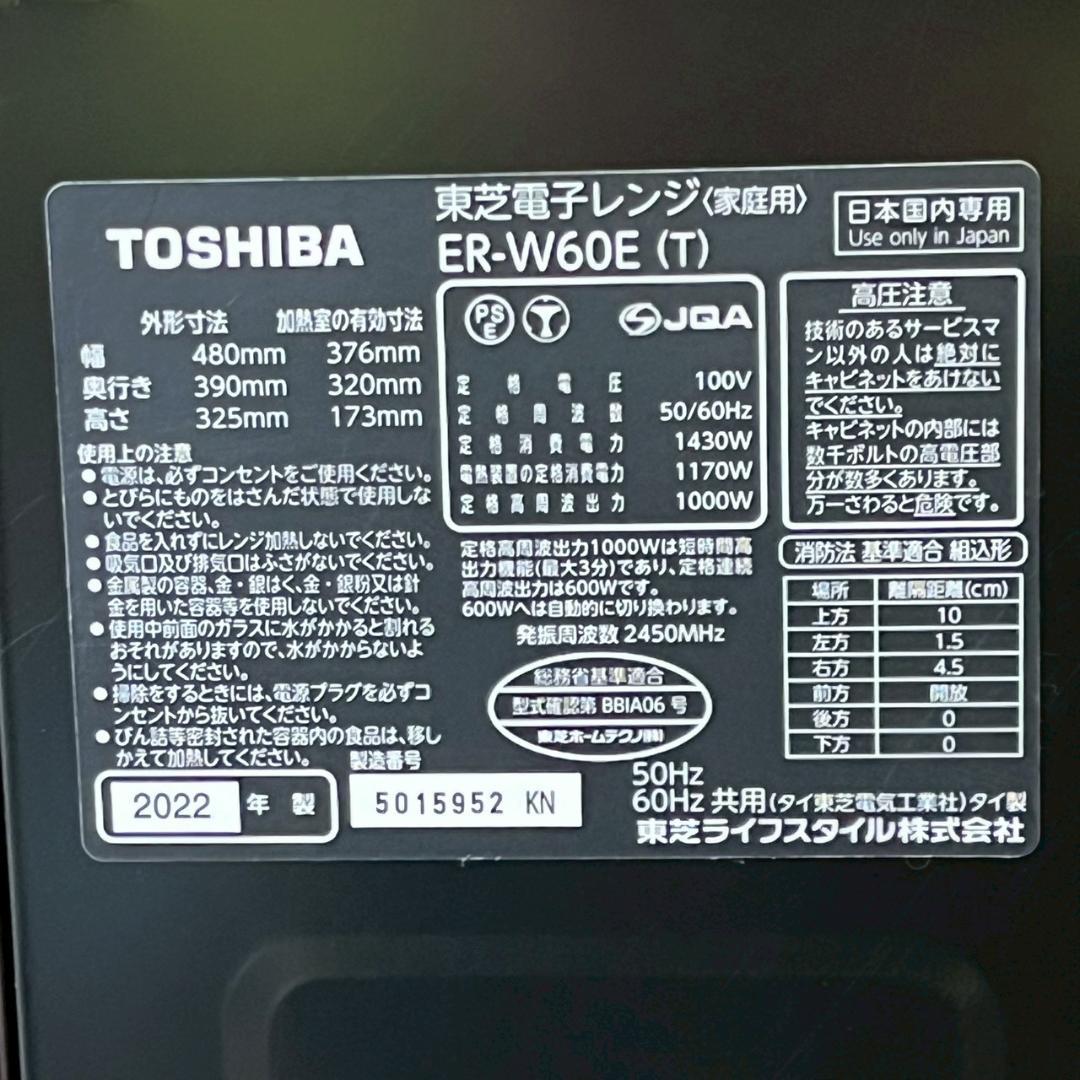 TOSHIBA
東芝電子レンジ〈家庭用〉
ER-W60E (T)
日本国内専用
Use only in Japan
外形寸法 加熱室の有効寸法
幅 480mm 376mm
奥行き 390mm 320mm
高さ 325mm 173mm
使用上の注意
●電源は、必ずコンセントをご使用ください。
●とびらにものをはさんだ状態で使用しな
いでください。
●食品を入れずにレンジ加熱しないでください。
●吸気口及び排気口はふさがないでください。
●金属製の容器、金・銀はく、金・銀粉又は針
金を用いた容器等を使用しないでください。
●使用中前面のガラスに水がかかると割れる
おそれがありますので、水がかからないよ
うにしてください。
●掃除をするときには、電源プラグを必ずコ
ンセントから抜いてください。
●びん詰等密封された容器内の食品は、移し
かえて加熱してください。
2022 年 製
製造番号
5015952 KN
PS
E
JQA
定格電圧 100V
定格周波数 50/60Hz
定格消費電力 1430W
電熱装置の定格消費電力 1170W
定格高周波出力 1000W
定格高周波出力1000Wは短時間高
出力機能(最大3分)であり、定格連続
高周波出力は600Wです。
600Wへは自動的に切り換わります。
発振周波数 2450MHz
総務省基準適合
型式確認第 BBIA06 号
東芝ホームテクノ(株)
高圧注意
技術のあるサービスマ
ン以外の人は絶対に
キャビネットをあけない
でください。
キャビネットの内部には
数千ボルトの高電圧部
分が数多くあります。
万一さわると危険です。
消防法 基準適合 組込形
場所 離隔距離(cm)
上方 10
左方 1.5
右方 4.5
前方 開放
後方 0
下方 0
50Hz
60Hz 共用(タイ東芝電気工業社)タイ製
東芝ライフスタイル株式会社